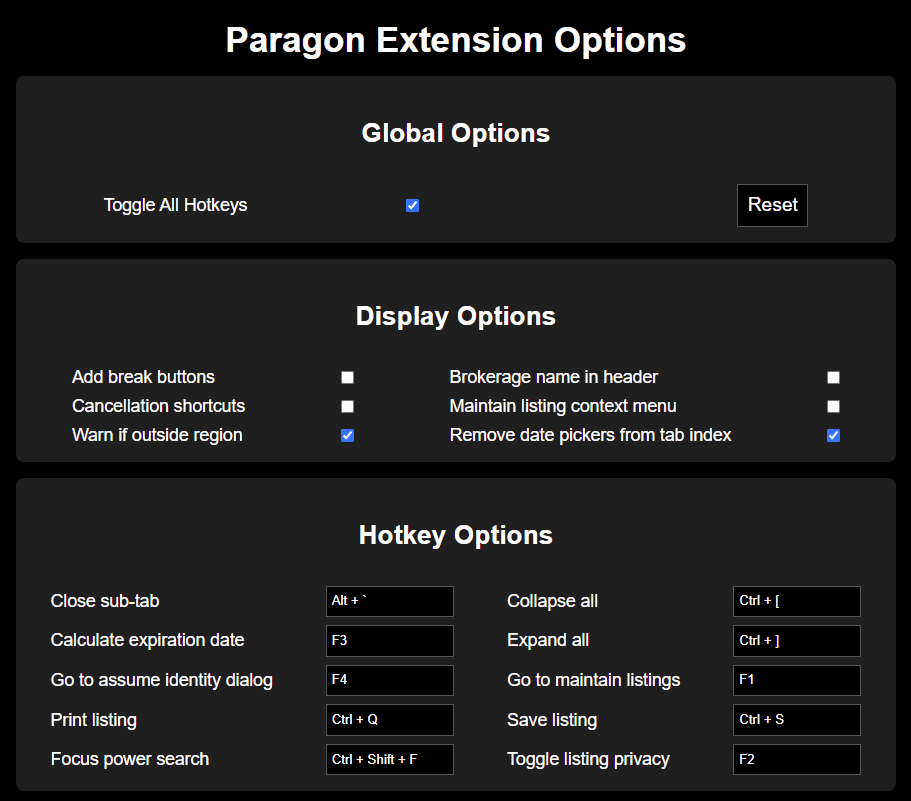 Paragon Extension Options
Global Options
Toggle All Hotkeys Reset
Display Options
Add break buttons Brokerage name in header
Cancellation shortcuts Maintain listing context menu
Warn if outside region Remove date pickers from tab index
Hotkey Options
Close sub-tab Alt + ` Collapse all Ctrl + [
Calculate expiration date F3 Expand all Ctrl + ]
Go to assume identity dialog F4 Go to maintain listings F1
Print listing Ctrl + Q Save listing Ctrl + S
Focus power search Ctrl + Shift + F Toggle listing privacy F2